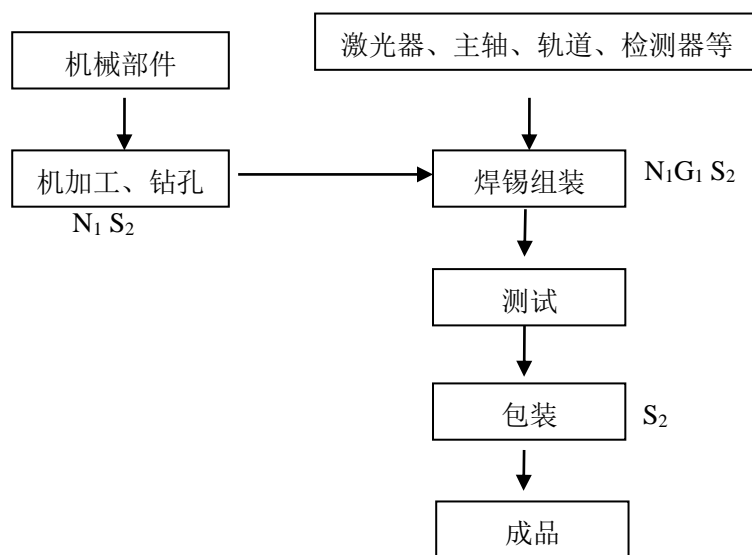 激光器、主轴、轨道、检测器等
机械部件
机加工、钻孔
焊锡组装
N₁G₁ S₂
N₁ S₂
测试
包装
S₂
成品